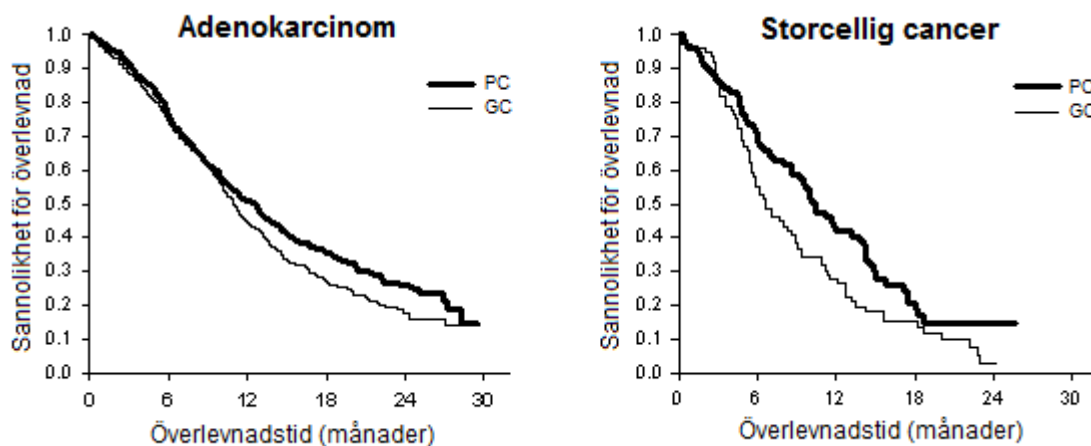 Adenokarcinom
Sannolikhet för överlevnad
1.0
0.9
0.8
0.7
0.6
0.5
0.4
0.3
0.2
0.1
0.0
PC
GC
0 6 12 18 24 30
Överlevnadstid (månader)
Storcellig cancer
Sannolikhet för överlevnad
1.0
0.9
0.8
0.7
0.6
0.5
0.4
0.3
0.2
0.1
0.0
PC
GC
0 6 12 18 24 30
Överlevnadstid (månader)